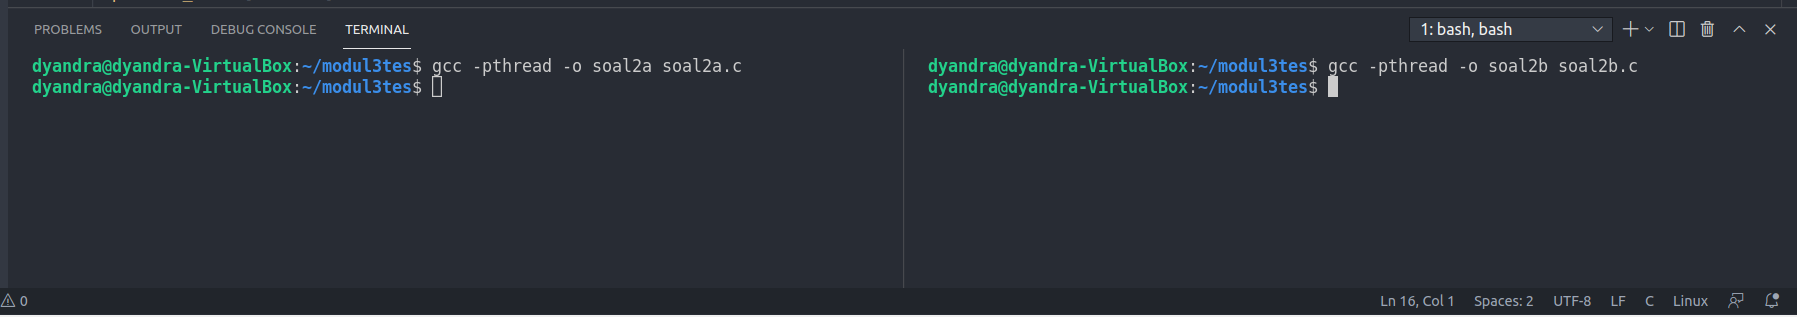 PROBLEMS OUTPUT DEBUG CONSOLE TERMINAL 1: bash, bash
dyandra@dyandra-VirtualBox:~/modul3tes$ gcc -pthread -o soal2a soal2a.c
dyandra@dyandra-VirtualBox:~/modul3tes$
dyandra@dyandra-VirtualBox:~/modul3tes$ gcc -pthread -o soal2b soal2b.c
dyandra@dyandra-VirtualBox:~/modul3tes$
0 Ln 16, Col 1 Spaces: 2 UTF-8 LF C Linux